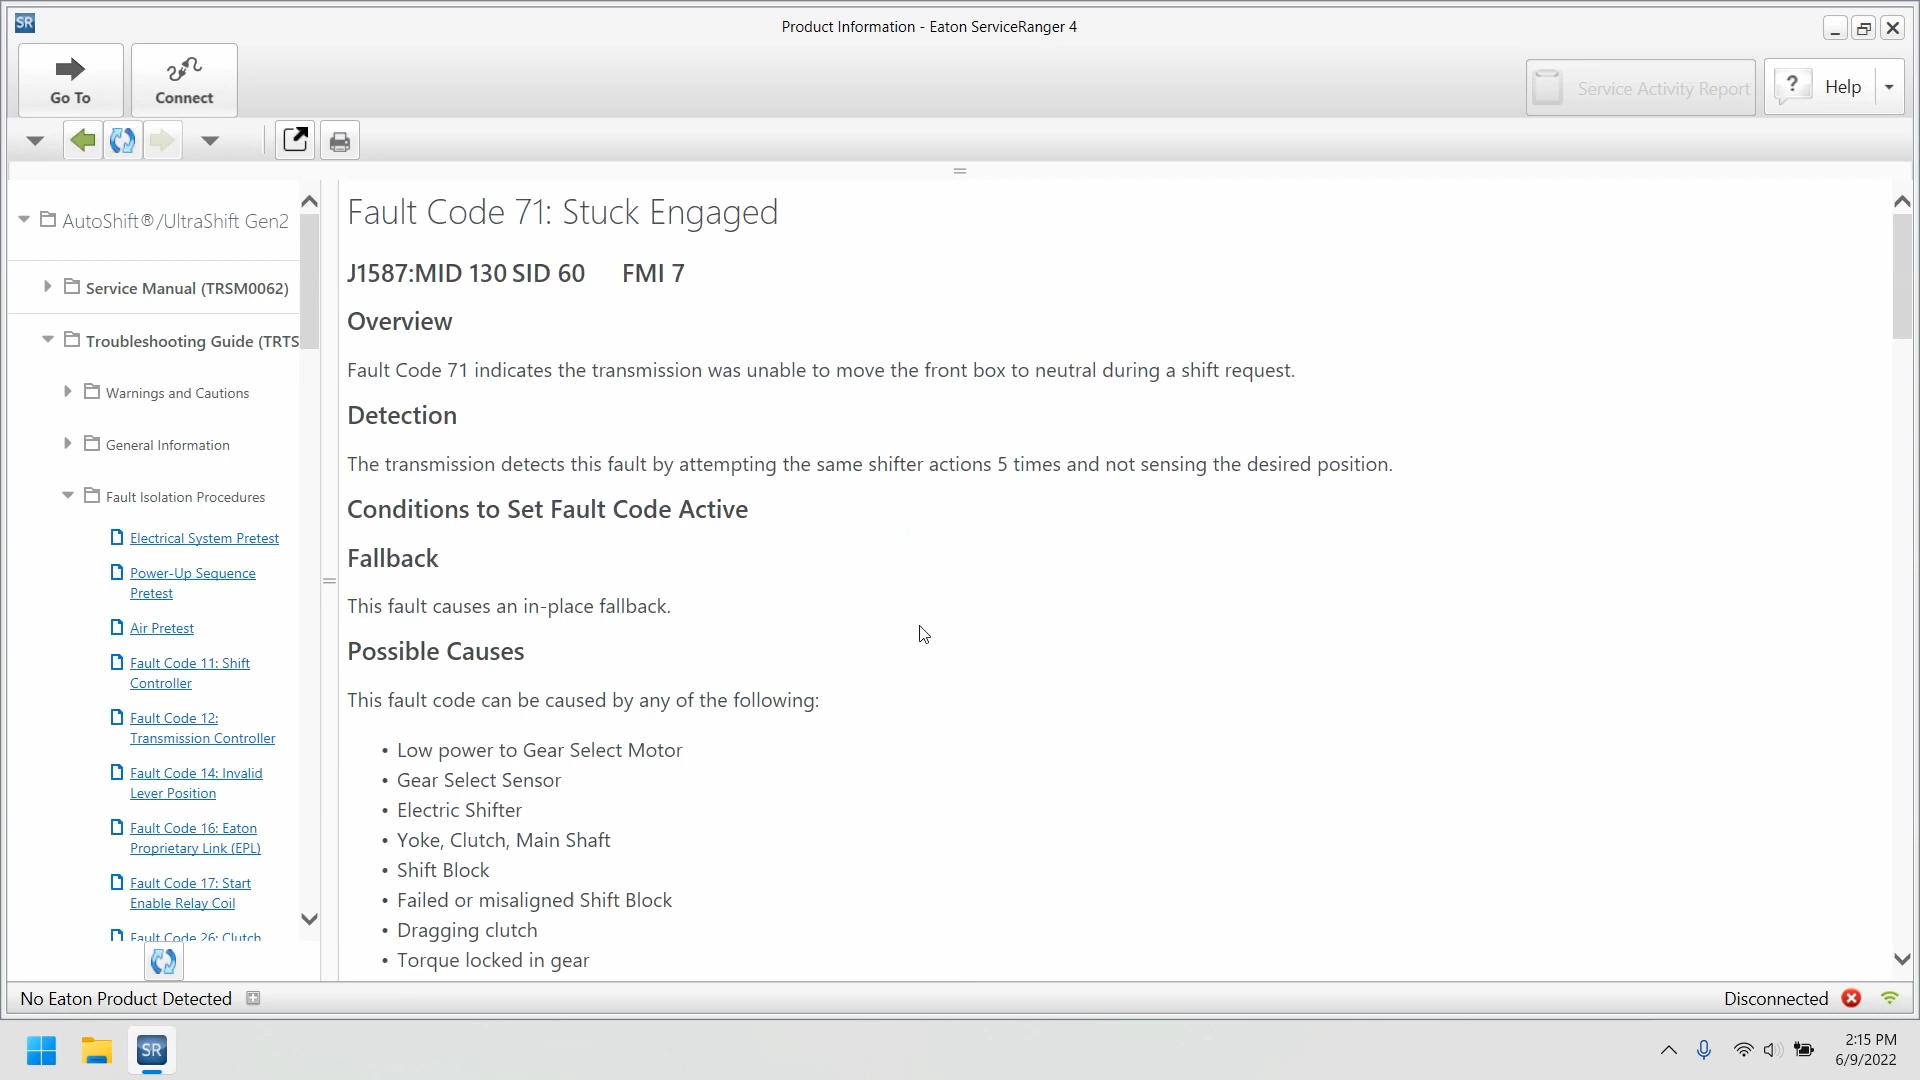 SR
Product Information - Eaton ServiceRanger 4
Go To
Connect
Service Activity Report
? Help
AutoShift®/UltraShift Gen2
Service Manual (TRSM0062)
Troubleshooting Guide (TRTS
Warnings and Cautions
General Information
Fault Isolation Procedures
Electrical System Pretest
Power-Up Sequence
Pretest
Air Pretest
Fault Code 11: Shift
Controller
Fault Code 12:
Transmission Controller
Fault Code 14: Invalid
Lever Position
Fault Code 16: Eaton
Proprietary Link (EPL)
Fault Code 17: Start
Enable Relay Coil
Fault Code 26: Clutch
Fault Code 71: Stuck Engaged
J1587:MID 130 SID 60 FMI 7
Overview
Fault Code 71 indicates the transmission was unable to move the front box to neutral during a shift request.
Detection
The transmission detects this fault by attempting the same shifter actions 5 times and not sensing the desired position.
Conditions to Set Fault Code Active
Fallback
This fault causes an in-place fallback.
Possible Causes
This fault code can be caused by any of the following:
• Low power to Gear Select Motor
• Gear Select Sensor
• Electric Shifter
• Yoke, Clutch, Main Shaft
• Shift Block
• Failed or misaligned Shift Block
• Dragging clutch
• Torque locked in gear
No Eaton Product Detected
Disconnected
SR
2:15 PM
6/9/2022